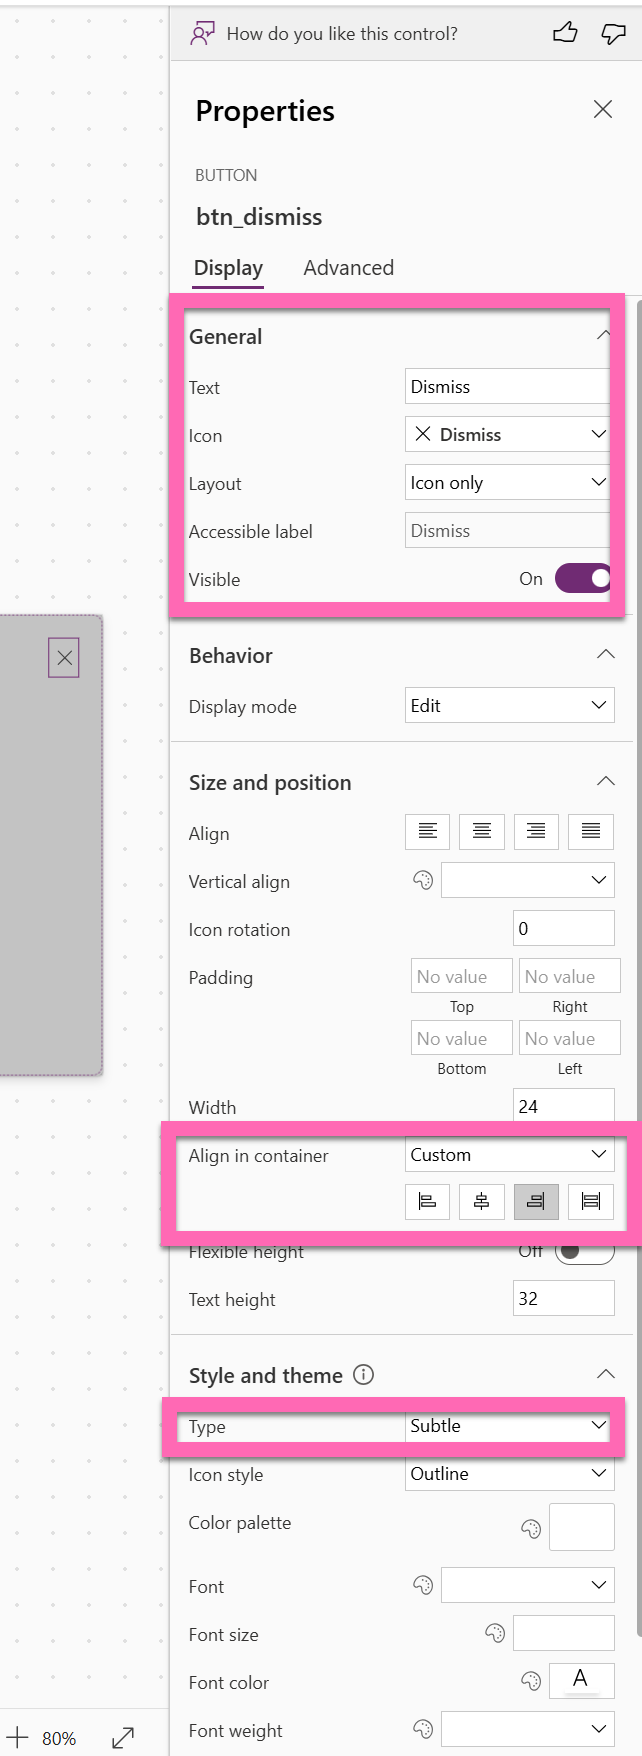 How do you like this control?
Properties
BUTTON
btn_dismiss
Display Advanced
General
Text Dismiss
Icon Dismiss
Layout Icon only
Accessible label Dismiss
Visible On
Behavior
Display mode Edit
Size and position
Align
Vertical align
Icon rotation 0
Padding No value No value
Top Right
No value No value
Bottom Left
Width 24
Align in container Custom
Flexible height Off
Text height 32
Style and theme
Type Subtle
Icon style Outline
Color palette
Font
Font size
Font color A
Font weight
80%